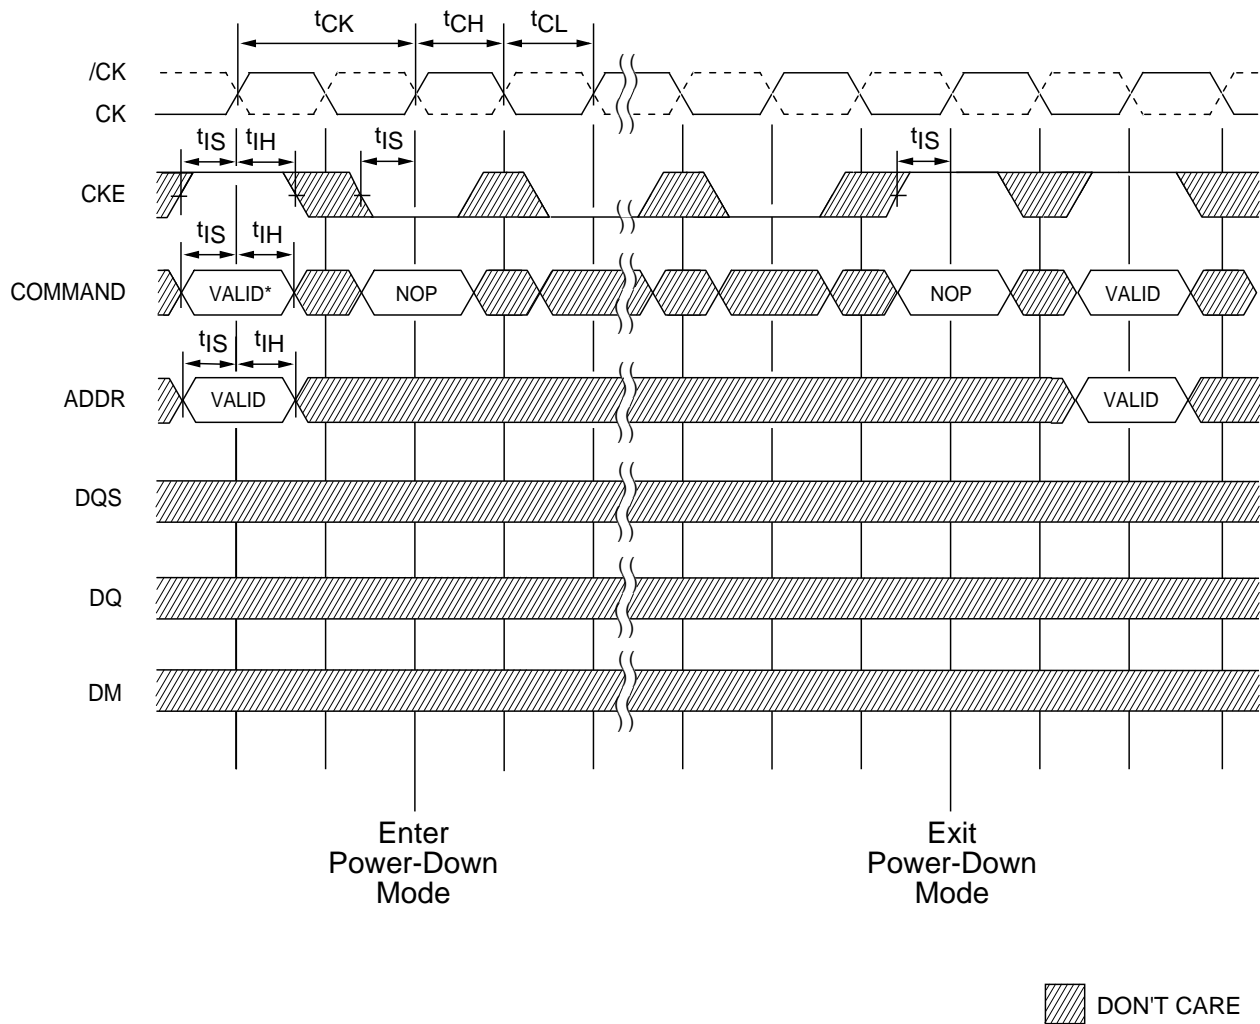 tCK
tCH
tCL
/CK
CK
tIS
tIH
tIS
tIS
CKE
tIS
tIH
COMMAND
VALID*
NOP
NOP
VALID
tIS
tIH
ADDR
VALID
VALID
DQS
DQ
DM
Enter
Power-Down
Mode
Exit
Power-Down
Mode
DON'T CARE